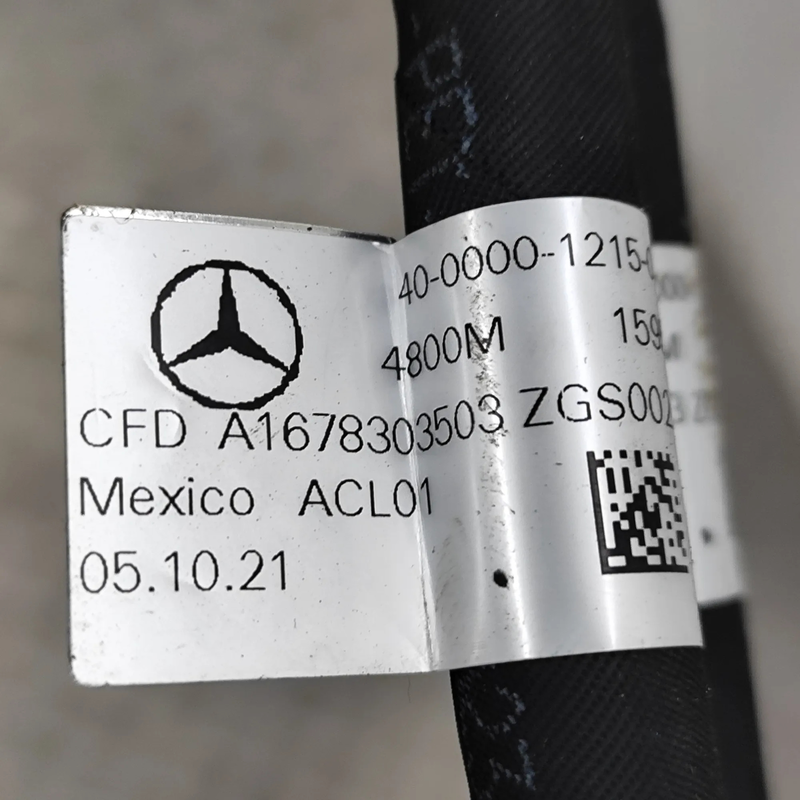 40-0000-1215-
4800M 159
CFD A1678303503 ZGS002
Mexico ACL01
05.10.21